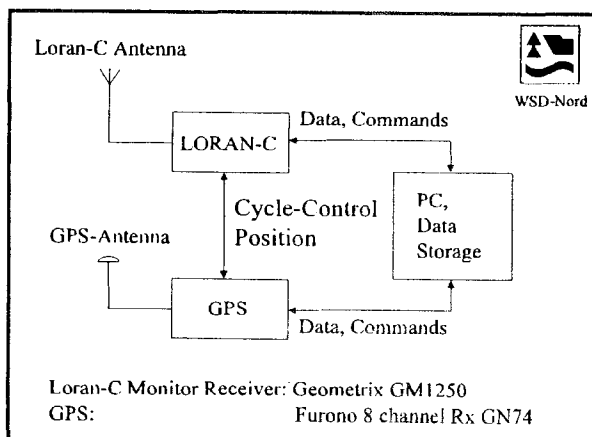 Loran-C Antenna
WSD-Nord
Data, Commands
LORAN-C
Cycle-Control
Position
PC,
Data
Storage
GPS-Antenna
GPS
Data, Commands
Loran-C Monitor Receiver: Geometrix GM1250
GPS: Furono 8 channel Rx GN74